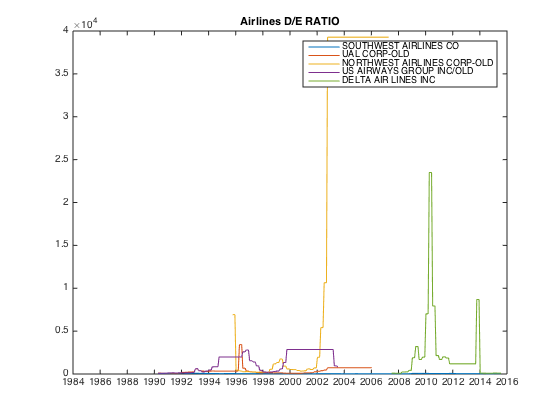 Airlines D/E RATIO
×10⁴
4
3.5
3
2.5
2
1.5
1
0.5
0
SOUTHWEST AIRLINES CO
UAL CORP-OLD
NORTHWEST AIRLINES CORP-OLD
US AIRWAYS GROUP INC/OLD
DELTA AIR LINES INC
1984 1986 1988 1990 1992 1994 1996 1998 2000 2002 2004 2006 2008 2010 2012 2014 2016